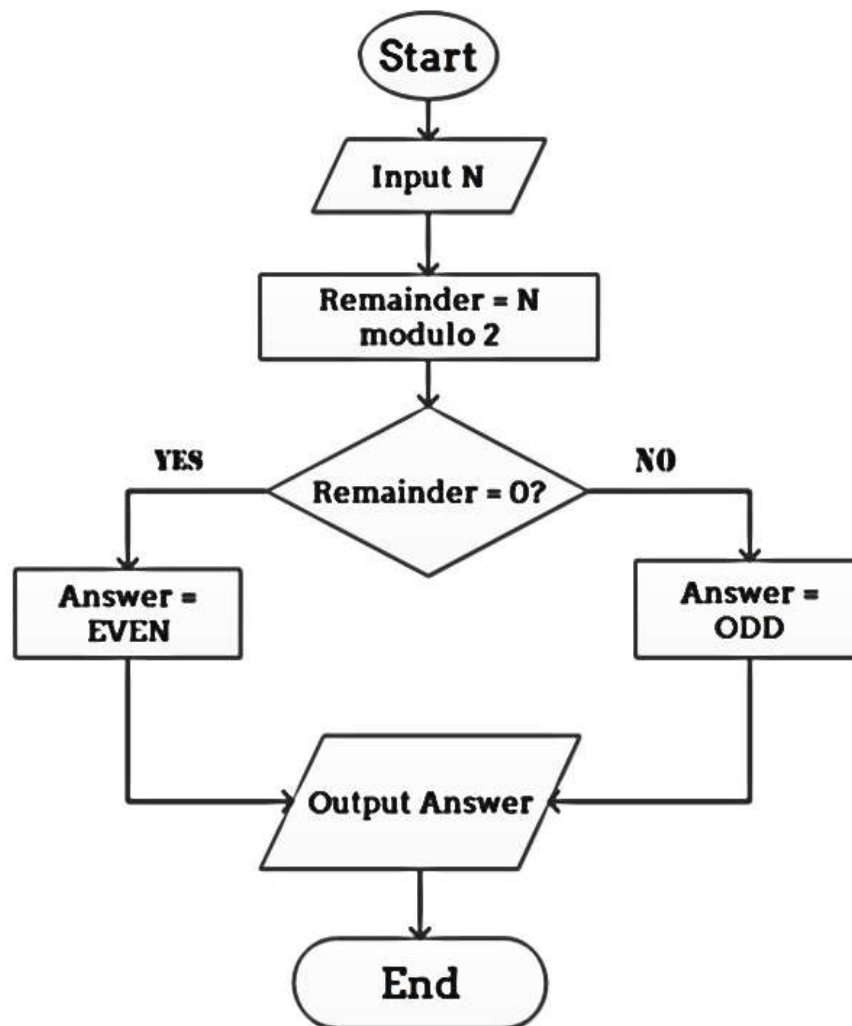 Start
Input N
Remainder = N
modulo 2
YES
NO
Remainder = 0?
Answer =
EVEN
Answer =
ODD
Output Answer
End